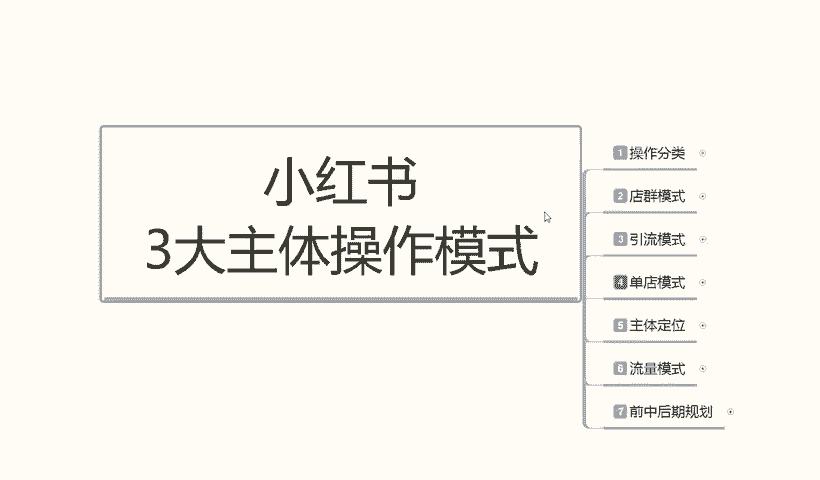 小红书
3大主体操作模式
1 操作分类
2 店群模式
3 引流模式
4 单店模式
5 主体定位
6 流量模式
7 前中后期规划